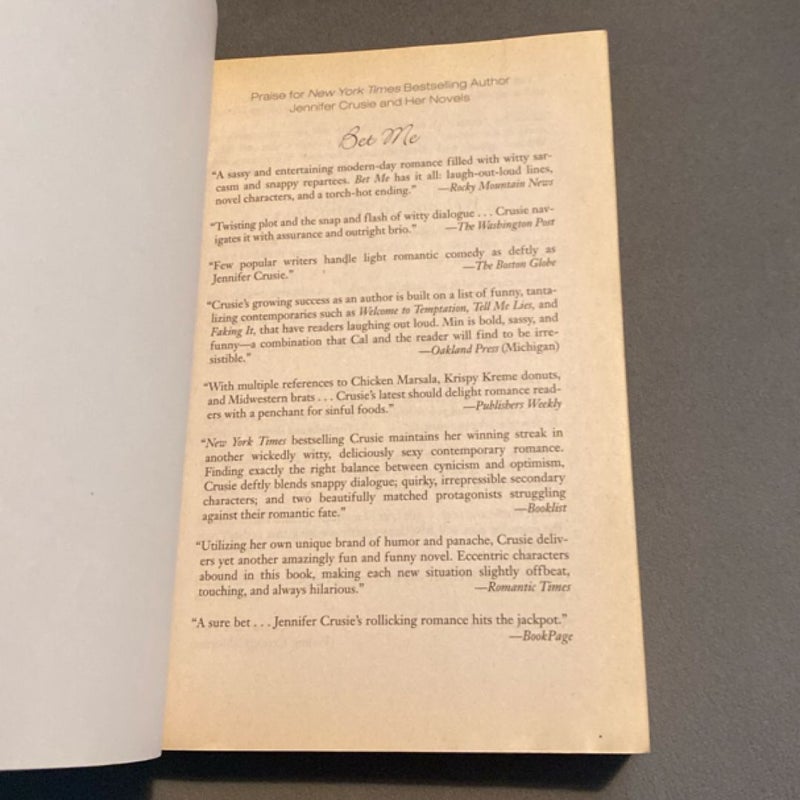 Praise for New York Times Bestselling Author
Jennifer Crusie and Her Novels
Bet Me
“A sassy and entertaining modern-day romance filled with witty sar-
casm and snappy repartees. Bet Me has it all: laugh-out-loud lines,
novel characters, and a torch-hot ending.” —Rocky Mountain News
“Twisting plot and the snap and flash of witty dialogue . . . Crusie nav-
igates it with assurance and outright brio.” —The Washington Post
“Few popular writers handle light romantic comedy as deftly as
Jennifer Crusie.” —The Boston Globe
“Crusie’s growing success as an author is built on a list of funny, tanta-
lizing contemporaries such as Welcome to Temptation, Tell Me Lies, and
Faking It, that have readers laughing out loud. Min is bold, sassy, and
funny—a combination that Cal and the reader will find to be irre-
sistible.” —Oakland Press (Michigan)
“With multiple references to Chicken Marsala, Krispy Kreme donuts,
and Midwestern brats . . . Crusie’s latest should delight romance read-
ers with a penchant for sinful foods.” —Publishers Weekly
“New York Times bestselling Crusie maintains her winning streak in
another wickedly witty, deliciously sexy contemporary romance.
Finding exactly the right balance between cynicism and optimism,
Crusie deftly blends snappy dialogue; quirky, irrepressible secondary
characters; and two beautifully matched protagonists struggling
against their romantic fate.” —Booklist
“Utilizing her own unique brand of humor and panache, Crusie deliv-
ers yet another amazingly fun and funny novel. Eccentric characters
abound in this book, making each new situation slightly offbeat,
touching, and always hilarious.” —Romantic Times
“A sure bet . . . Jennifer Crusie’s rollicking romance hits the jackpot.”
—BookPage